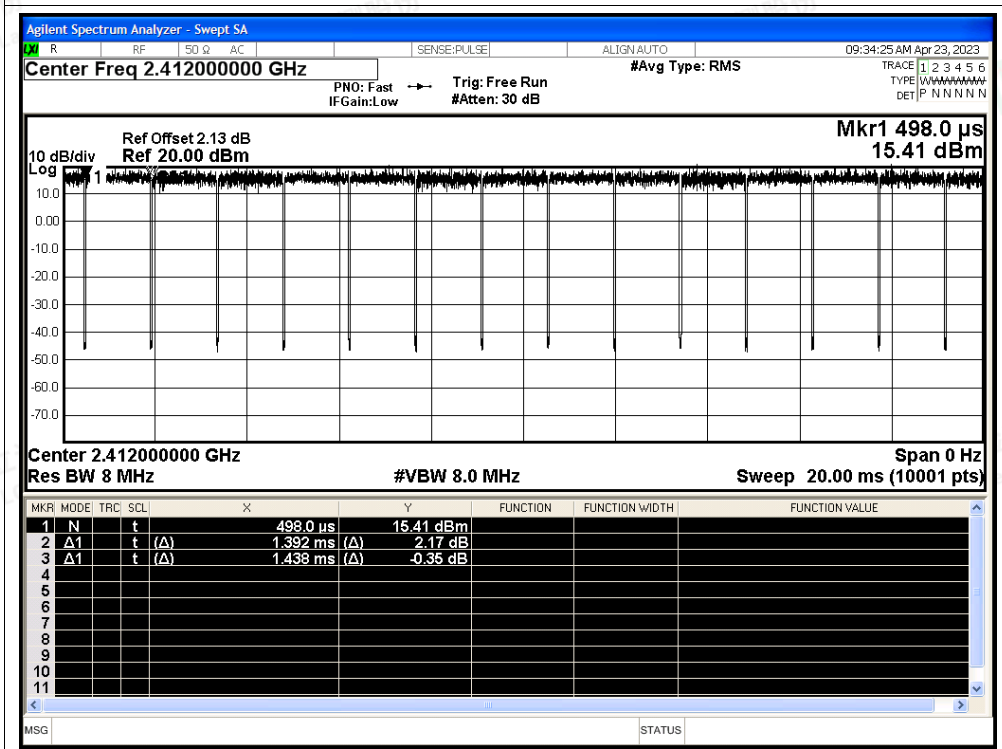 Agilent Spectrum Analyzer - Swept SA
LXI R RF 50 Ω AC SENSE:PULSE ALIGN AUTO 09:34:25 AM Apr 23, 2023
Center Freq 2.412000000 GHz #Avg Type: RMS TRACE 1 2 3 4 5 6
PNO: Fast Trig: Free Run TYPE WWWWWW
IFGain:Low #Atten: 30 dB DET P N N N N N
Mkr1 498.0 µs
Ref Offset 2.13 dB
10 dB/div Ref 20.00 dBm 15.41 dBm
Log
1
10.0
0.00
-10.0
-20.0
-30.0
-40.0
-50.0
-60.0
-70.0
Center 2.412000000 GHz Span 0 Hz
Res BW 8 MHz #VBW 8.0 MHz Sweep 20.00 ms (10001 pts)
MKR MODE TRC SCL X Y FUNCTION FUNCTION WIDTH FUNCTION VALUE
1 N t 498.0 µs 15.41 dBm
2 Δ1 t (Δ) 1.392 ms (Δ) 2.17 dB
3 Δ1 t (Δ) 1.438 ms (Δ) -0.35 dB
4
5
6
7
8
9
10
11
MSG STATUS